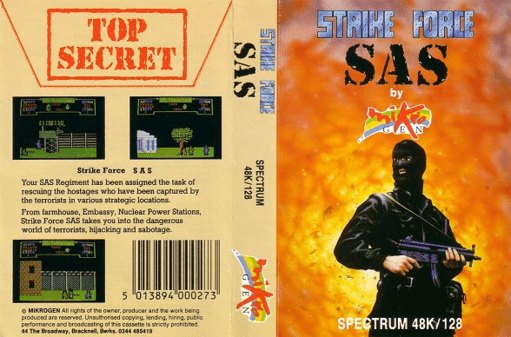 TOP
SECRET
Strike Force S A S
Your SAS Regiment has been assigned the task of
rescuing the hostages who have been captured by
the terrorists in various strategic locations.
From farmhouse, Embassy, Nuclear Power Stations,
Strike Force SAS takes you into the dangerous
world of terrorists, hijacking and sabotage.
5 013894 000273
© MIKROGEN All rights of the owner, producer and the work being
produced are reserved. Unauthorised copying, lending, hiring, public
performance and broadcasting of this cassette is strictly prohibited.
44 The Broadway, Bracknell, Berks. 0344 485419
STRIKE FORCE
SAS
SPECTRUM
48K/128
mikro
GEN
STRIKE FORCE
SAS
by
mikro
GEN
SPECTRUM 48K/128